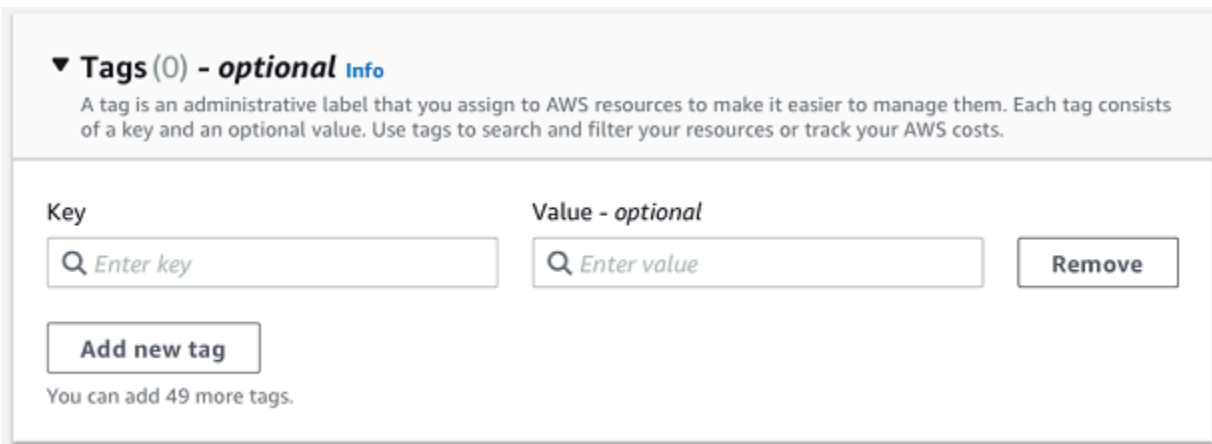 Tags (0) - optional Info
A tag is an administrative label that you assign to AWS resources to make it easier to manage them. Each tag consists
of a key and an optional value. Use tags to search and filter your resources or track your AWS costs.
Key Value - optional
Enter key Enter value Remove
Add new tag
You can add 49 more tags.